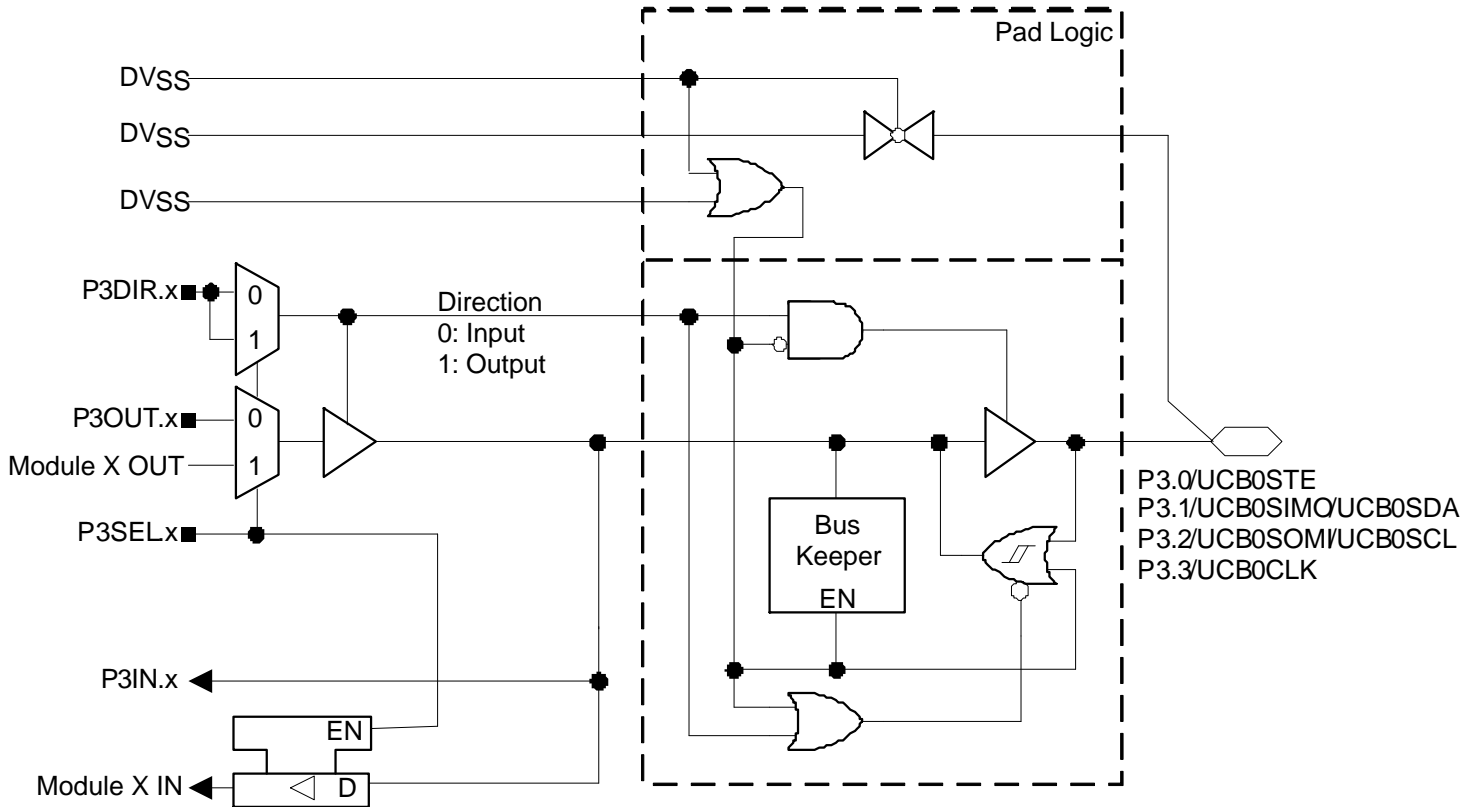 Pad Logic
DVSS
DVSS
DVSS
P3DIR.x
0
1
Direction
0: Input
1: Output
P3OUT.x
0
Module X OUT
1
P3SEL.x
Bus
Keeper
EN
P3.0/UCB0STE
P3.1/UCB0SIMO/UCB0SDA
P3.2/UCB0SOMI/UCB0SCL
P3.3/UCB0CLK
P3IN.x
EN
Module X IN
D